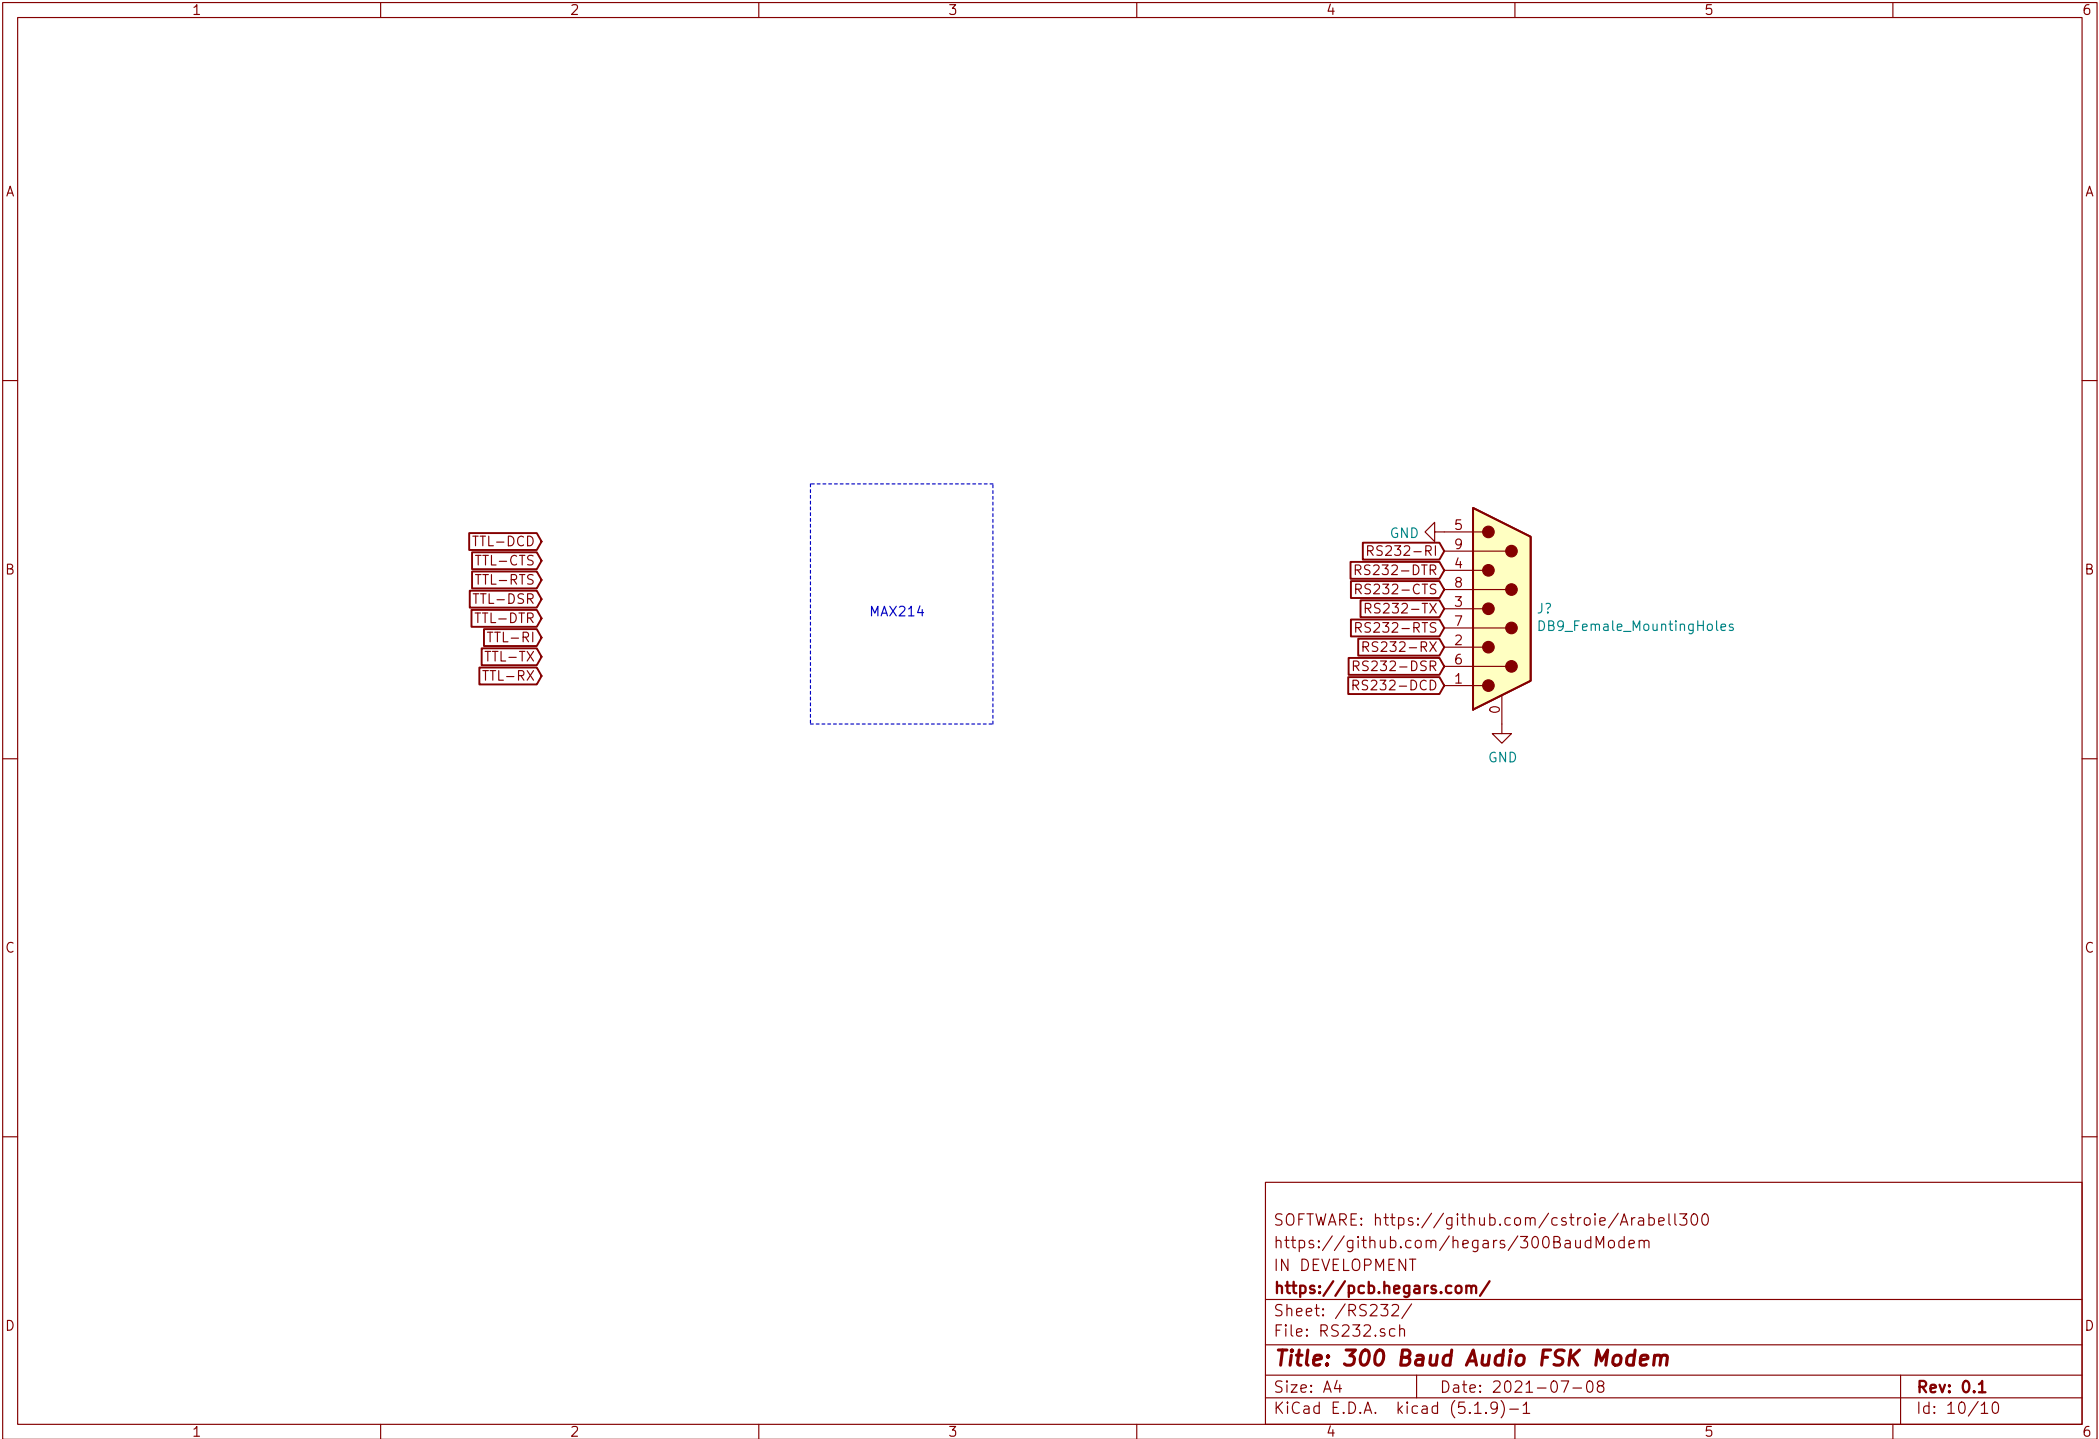 1 2 3 4 5 6
A A
B B
C C
D D
TTL-DCD
TTL-CTS
TTL-RTS
TTL-DSR
TTL-DTR
TTL-RI
TTL-TX
TTL-RX
MAX214
GND 5
RS232-RI 9
RS232-DTR 4
RS232-CTS 8
RS232-TX 3
RS232-RTS 7
RS232-RX 2
RS232-DSR 6
RS232-DCD 1
0
GND
J?
DB9_Female_MountingHoles
SOFTWARE: https://github.com/cstroie/Arabell300
https://github.com/hegars/300BaudModem
IN DEVELOPMENT
https://pcb.hegars.com/
Sheet: /RS232/
File: RS232.sch
Title: 300 Baud Audio FSK Modem
Size: A4 Date: 2021-07-08 Rev: 0.1
KiCad E.D.A. kicad (5.1.9)-1 Id: 10/10
1 2 3 4 5 6